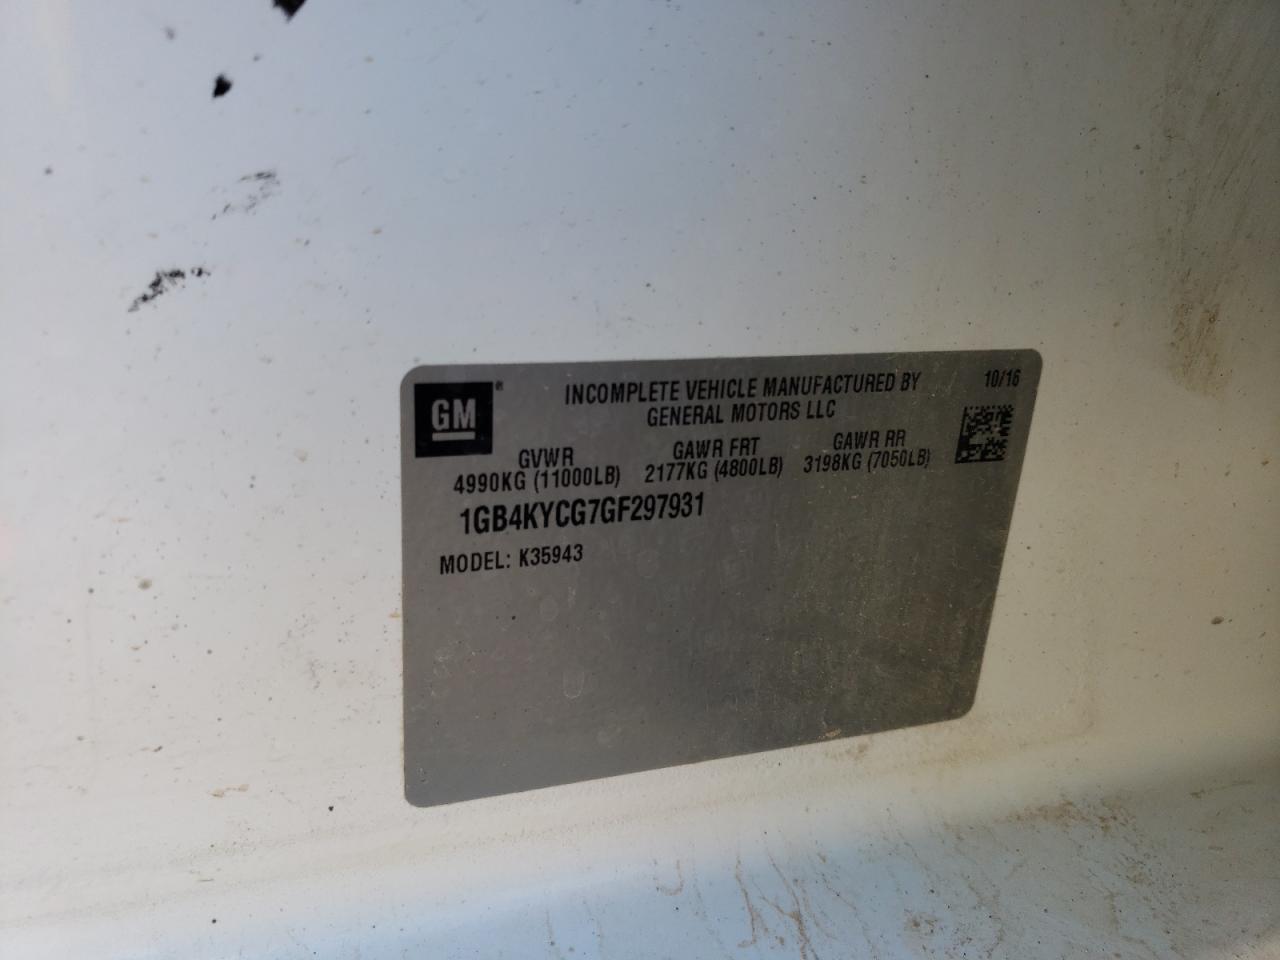 GM®
INCOMPLETE VEHICLE MANUFACTURED BY
GENERAL MOTORS LLC
10/16
GVWR
4990KG (11000LB)
GAWR FRT
2177KG (4800LB)
GAWR RR
3198KG (7050LB)
1GB4KYCG7GF297931
MODEL: K35943